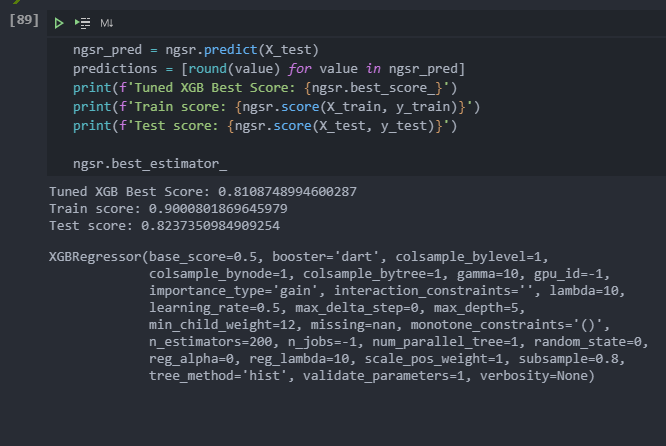 [89]
M↓
ngsr_pred = ngsr.predict(X_test)
predictions = [round(value) for value in ngsr_pred]
print(f'Tuned XGB Best Score: {ngsr.best_score_}')
print(f'Train score: {ngsr.score(X_train, y_train)}')
print(f'Test score: {ngsr.score(X_test, y_test)}')
ngsr.best_estimator_
Tuned XGB Best Score: 0.8108748994600287
Train score: 0.9000801869645979
Test score: 0.8237350984909254
XGBRegressor(base_score=0.5, booster='dart', colsample_bylevel=1,
colsample_bynode=1, colsample_bytree=1, gamma=10, gpu_id=-1,
importance_type='gain', interaction_constraints='', lambda=10,
learning_rate=0.5, max_delta_step=0, max_depth=5,
min_child_weight=12, missing=nan, monotone_constraints='()',
n_estimators=200, n_jobs=-1, num_parallel_tree=1, random_state=0,
reg_alpha=0, reg_lambda=10, scale_pos_weight=1, subsample=0.8,
tree_method='hist', validate_parameters=1, verbosity=None)